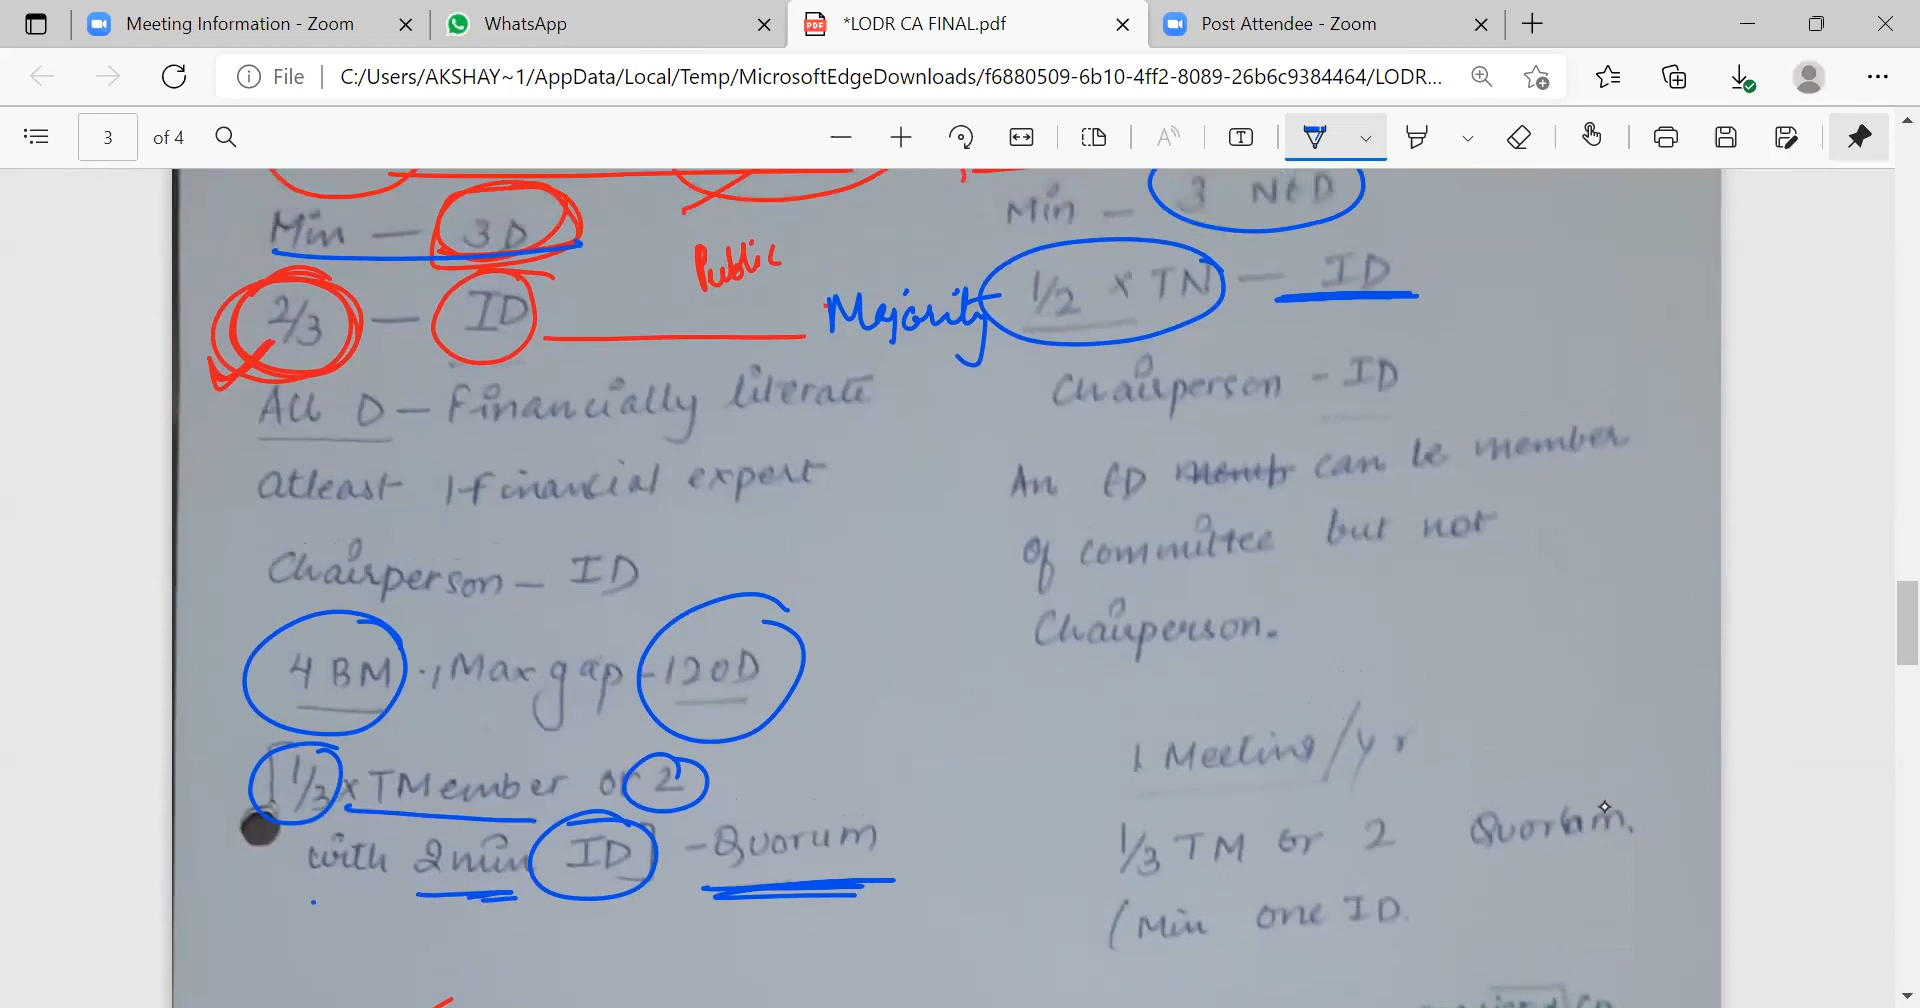 Meeting Information - Zoom
WhatsApp
*LODR CA FINAL.pdf
Post Attendee - Zoom
File
C:/Users/AKSHAY~1/AppData/Local/Temp/MicrosoftEdgeDownloads/f6880509-6b10-4ff2-8089-26b6c9384464/LODR...
3 of 4
Min — 3D
2/3 — ID
Public
All D — Financially literate
atleast 1 financial expert
Chairperson — ID
4 BM ., Max gap - 120D
1/3 x TMember or 2
with 2 min ID] - Quorum
Min — 3 NED
Majority 1/2 x TN — ID
Chairperson - ID
An ED can be member
of committee but not
Chairperson.
1 Meeting/yr
1/3 TM or 2 Quorum.
(Min one ID.